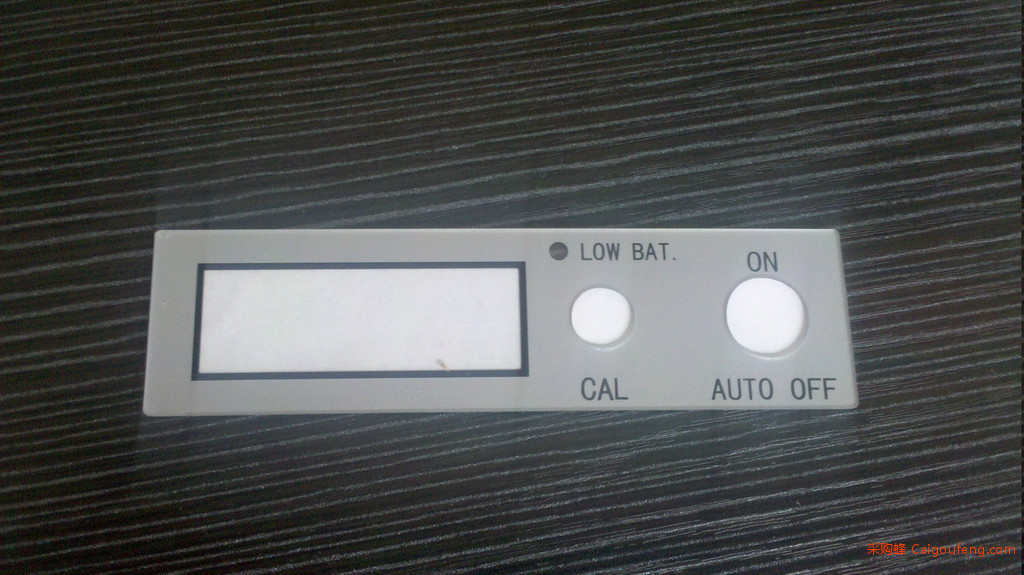 LOW BAT.
ON
CAL
AUTO OFF
采购蜂 Caigoufeng.com